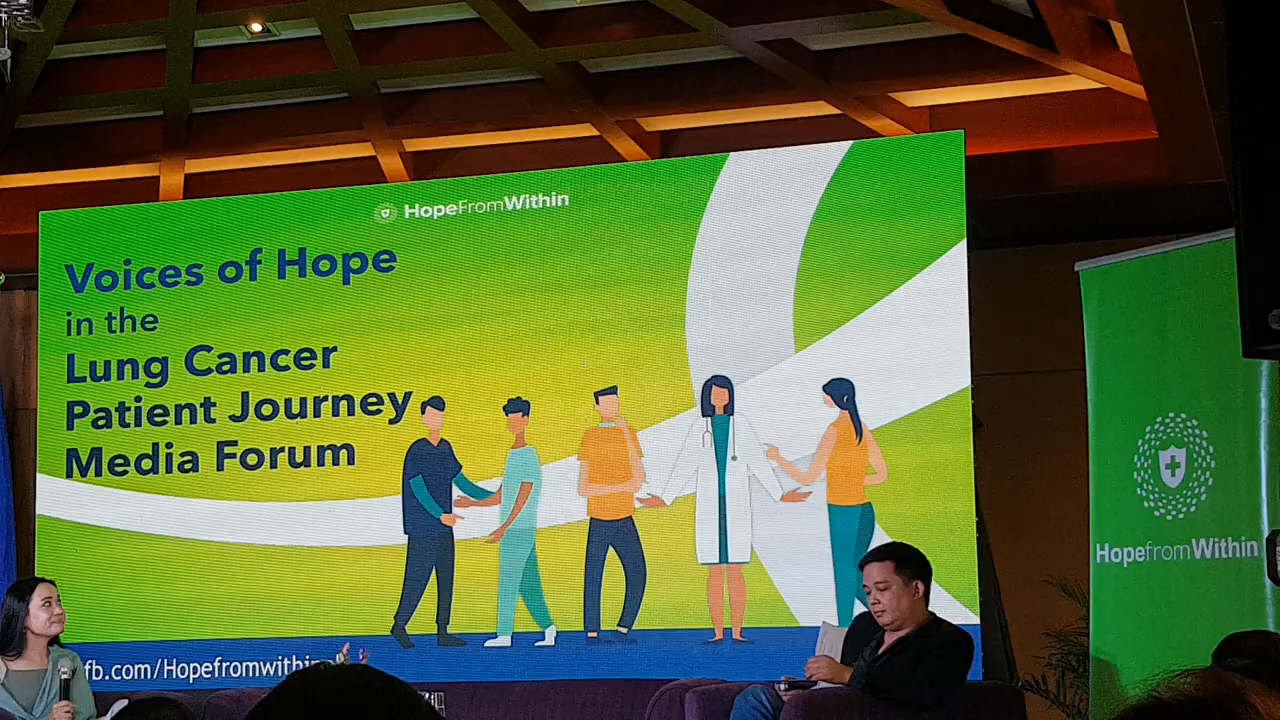 HopeFromWithin
Voices of Hope
in the
Lung Cancer
Patient Journey
Media Forum
fb.com/Hopefromwithin
HopefromWithin